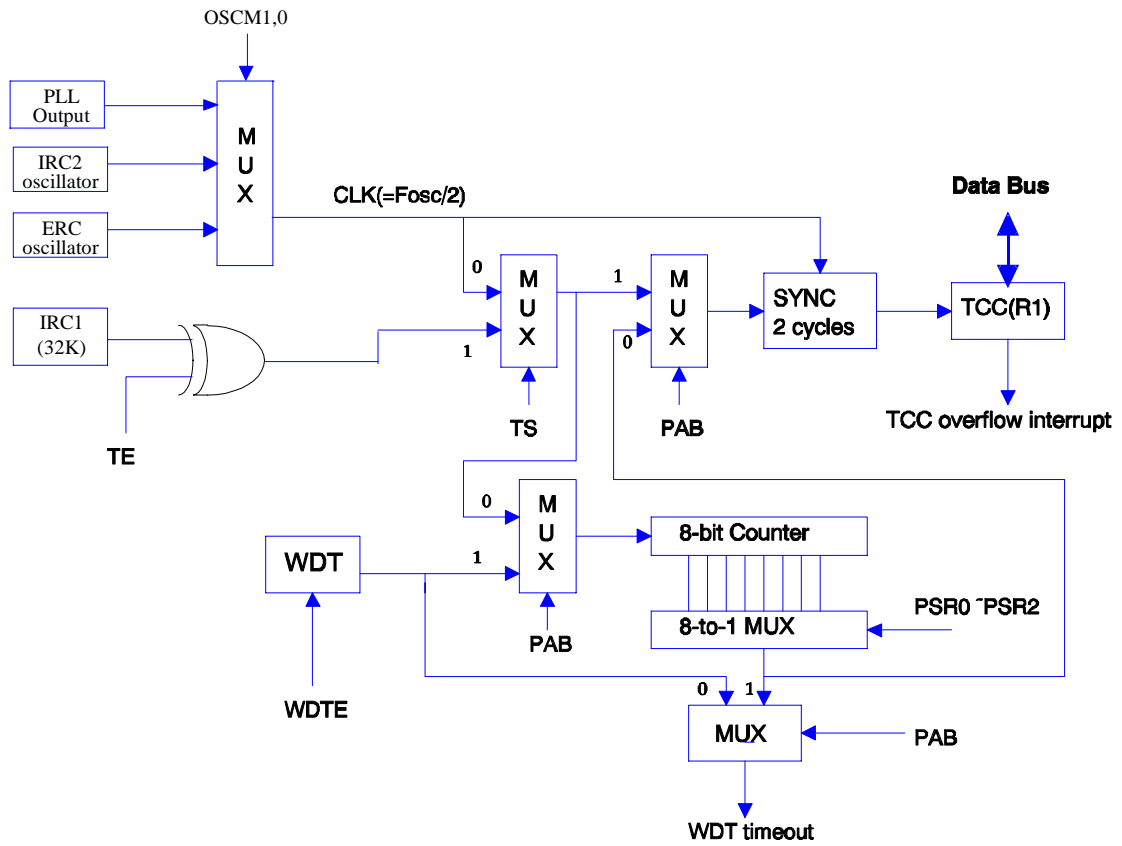 OSCM1,0
PLL
Output
IRC2
oscillator
ERC
oscillator
M
U
X
CLK(=Fosc/2)
Data Bus
IRC1
(32K)
TE
0
1
M
U
X
TS
1
0
M
U
X
PAB
SYNC
2 cycles
TCC(R1)
TCC overflow interrupt
WDT
WDTE
0
1
M
U
X
PAB
8-bit Counter
8-to-1 MUX
PSR0 ~PSR2
0
1
MUX
PAB
WDT timeout